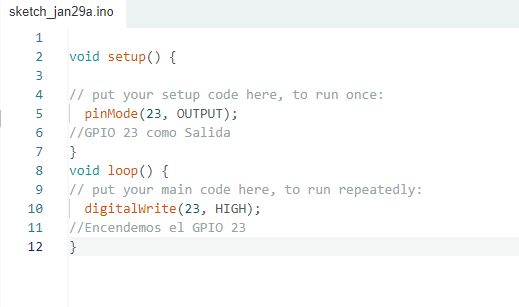 sketch_jan29a.ino
1
2 void setup() {
3
4 // put your setup code here, to run once:
5 pinMode(23, OUTPUT);
6 //GPIO 23 como Salida
7 }
8 void loop() {
9 // put your main code here, to run repeatedly:
10 digitalWrite(23, HIGH);
11 //Encendemos el GPIO 23
12 }